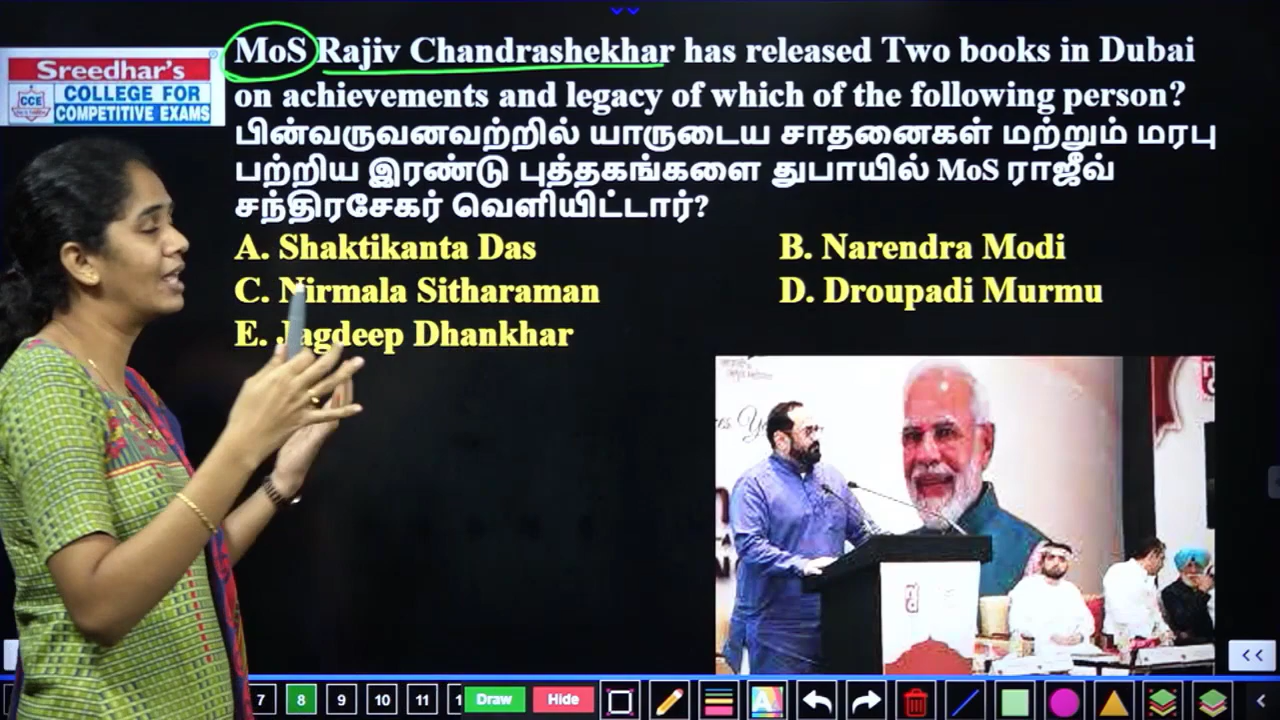 MoS Rajiv Chandrashekhar has released Two books in Dubai
on achievements and legacy of which of the following person?
பின்வருவனவற்றில் யாருடைய சாதனைகள் மற்றும் மரபு
பற்றிய இரண்டு புத்தகங்களை துபாயில் MoS ராஜீவ்
சந்திரசேகர் வெளியிட்டார்?
Sreedhar's
CCE
COLLEGE FOR
COMPETITIVE EXAMS
A. Shaktikanta Das
B. Narendra Modi
C. Nirmala Sitharaman
D. Droupadi Murmu
E. Jagdeep Dhankhar
7 8 9 10 11 1 Draw Hide